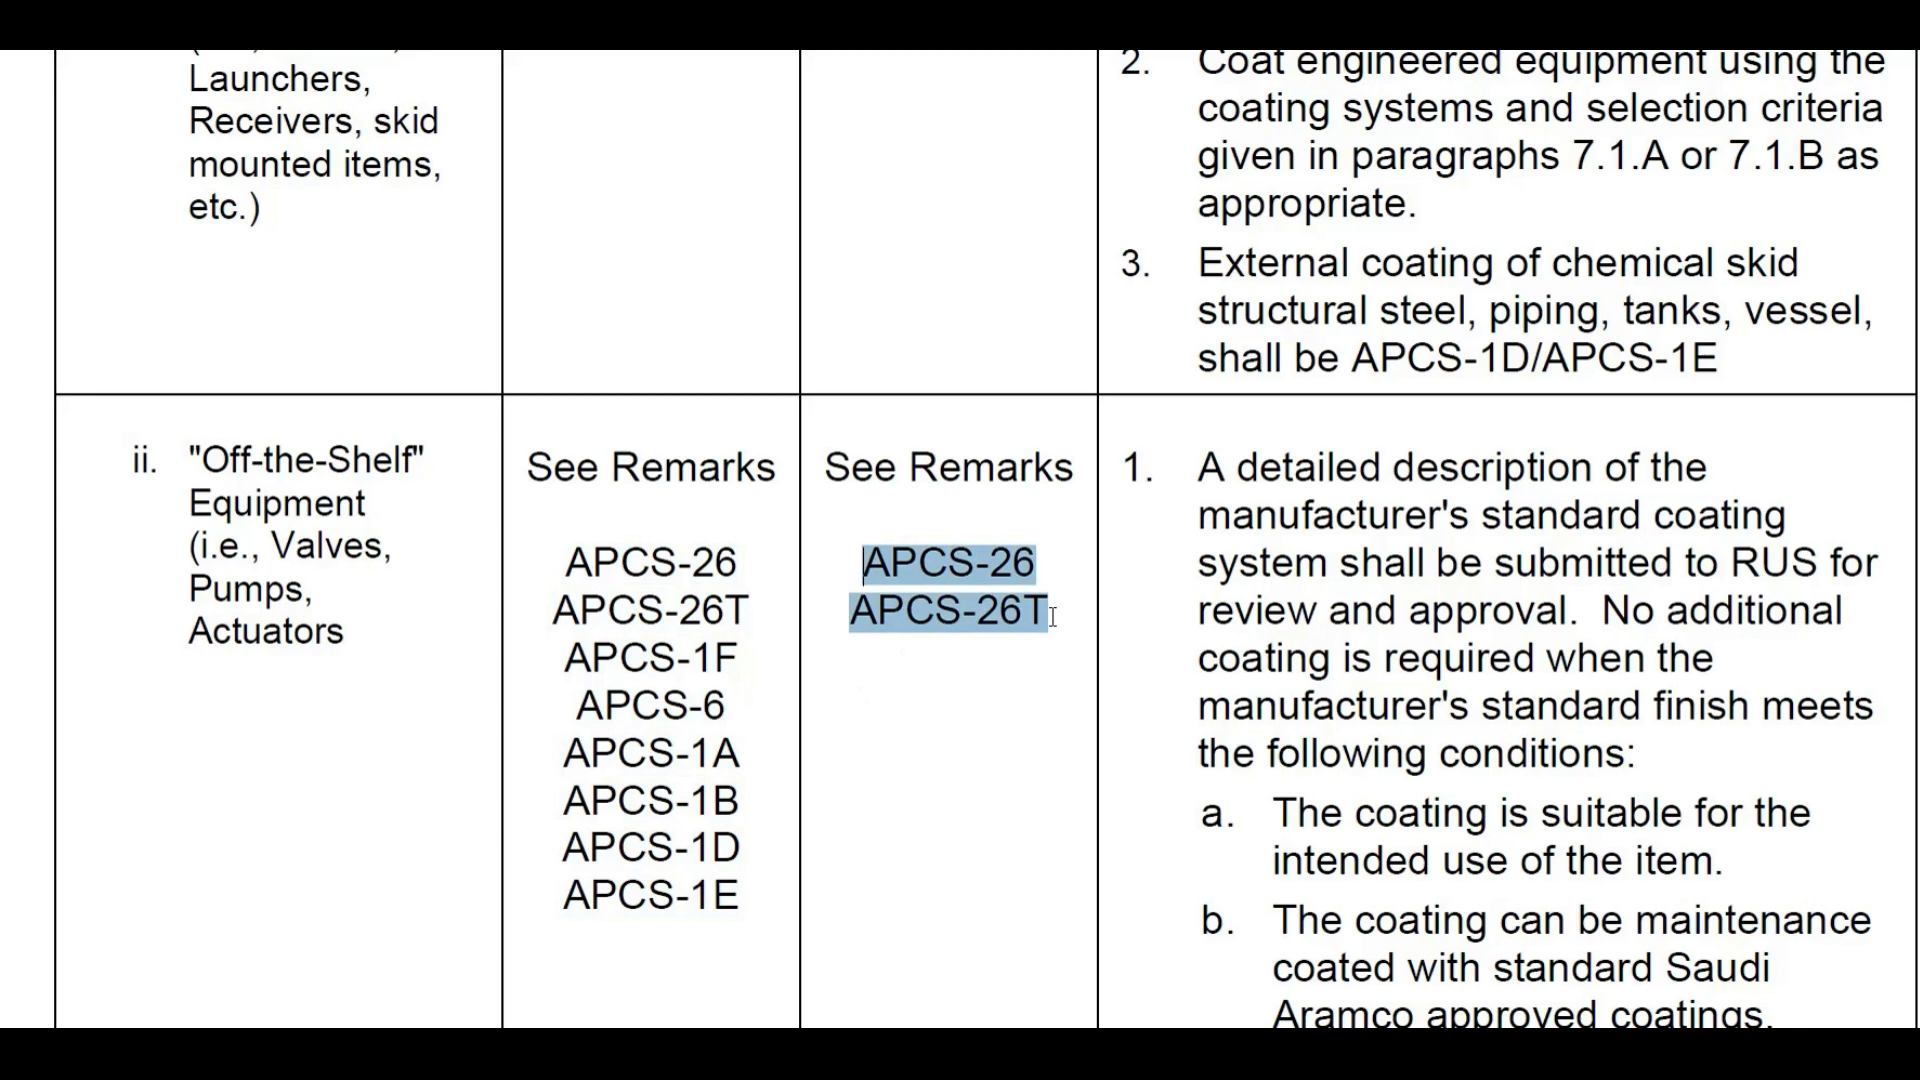 Launchers,
Receivers, skid
mounted items,
etc.)
2. Coat engineered equipment using the
coating systems and selection criteria
given in paragraphs 7.1.A or 7.1.B as
appropriate.
3. External coating of chemical skid
structural steel, piping, tanks, vessel,
shall be APCS-1D/APCS-1E
ii. "Off-the-Shelf"
Equipment
(i.e., Valves,
Pumps,
Actuators
See Remarks
APCS-26
APCS-26T
APCS-1F
APCS-6
APCS-1A
APCS-1B
APCS-1D
APCS-1E
See Remarks
APCS-26
APCS-26T
1. A detailed description of the
manufacturer's standard coating
system shall be submitted to RUS for
review and approval. No additional
coating is required when the
manufacturer's standard finish meets
the following conditions:
a. The coating is suitable for the
intended use of the item.
b. The coating can be maintenance
coated with standard Saudi
Aramco approved coatings.